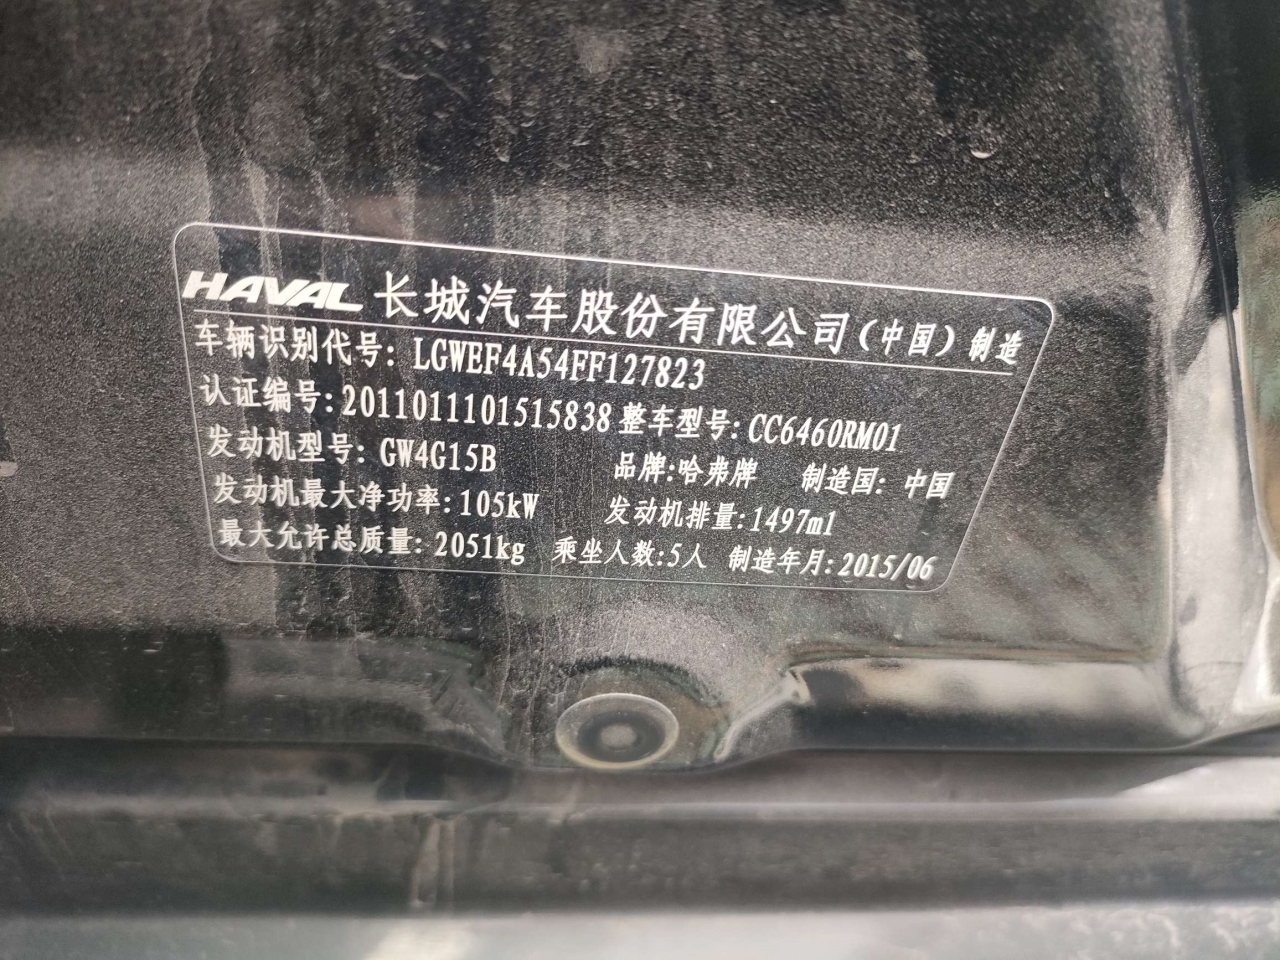 HAVAL 长城汽车股份有限公司(中国)制造
车辆识别代号: LGWEF4A54FF127823
认证编号: 2011011101515838 整车型号: CC6460RM01
发动机型号: GW4G15B 品牌:哈弗牌 制造国: 中国
发动机最大净功率: 105kW 发动机排量: 1497ml
最大允许总质量: 2051kg 乘坐人数:5人 制造年月: 2015/06